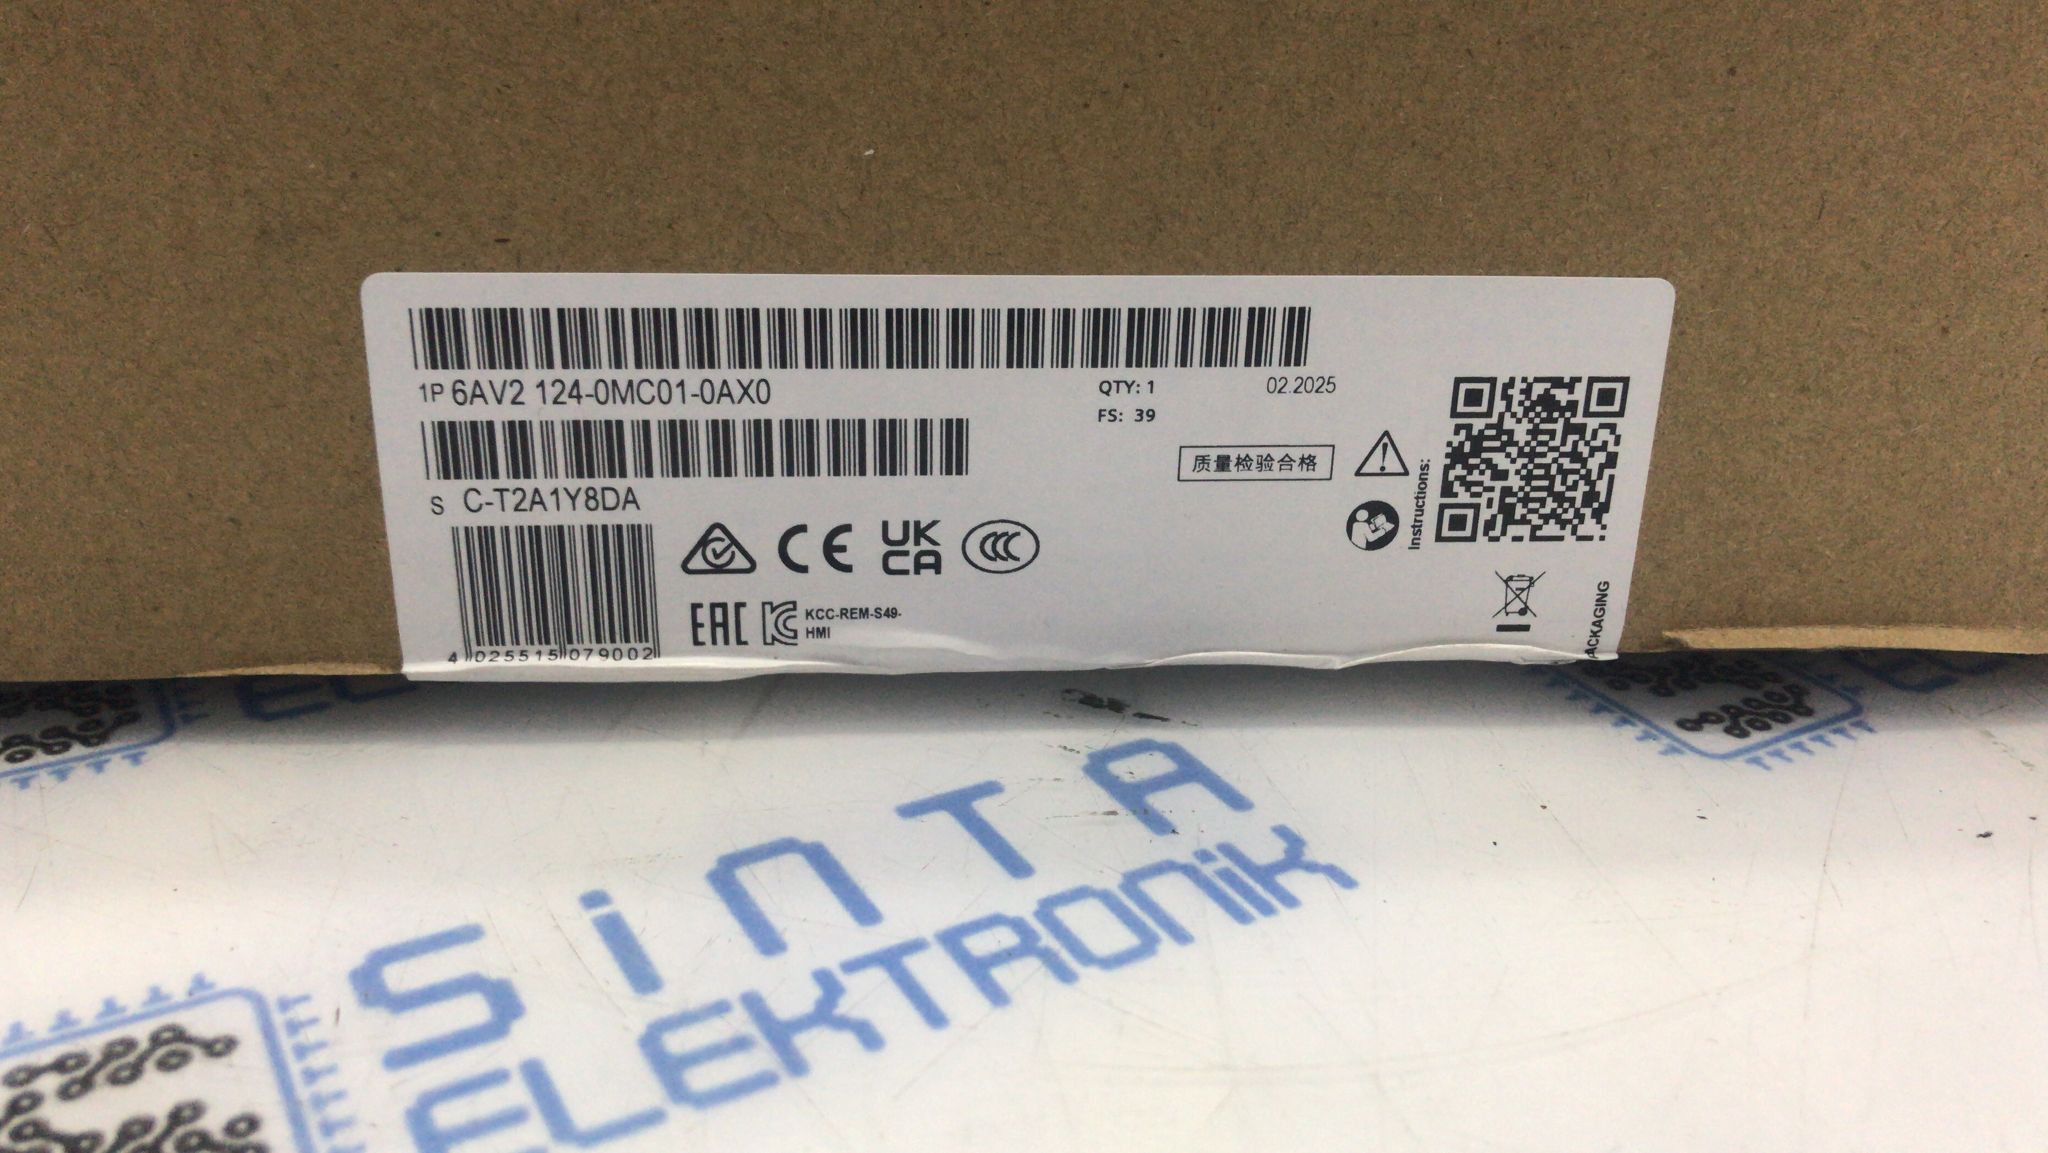 1P 6AV2 124-0MC01-0AX0
QTY: 1
02.2025
FS: 39
质量检验合格
S C-T2A1Y8DA
Instructions:
CE
UK
CA
CCC
EAC
KCC-REM-S49-
HMI
4 025515 079002
ACKAGING
SiNTA
ELEKTRONiK